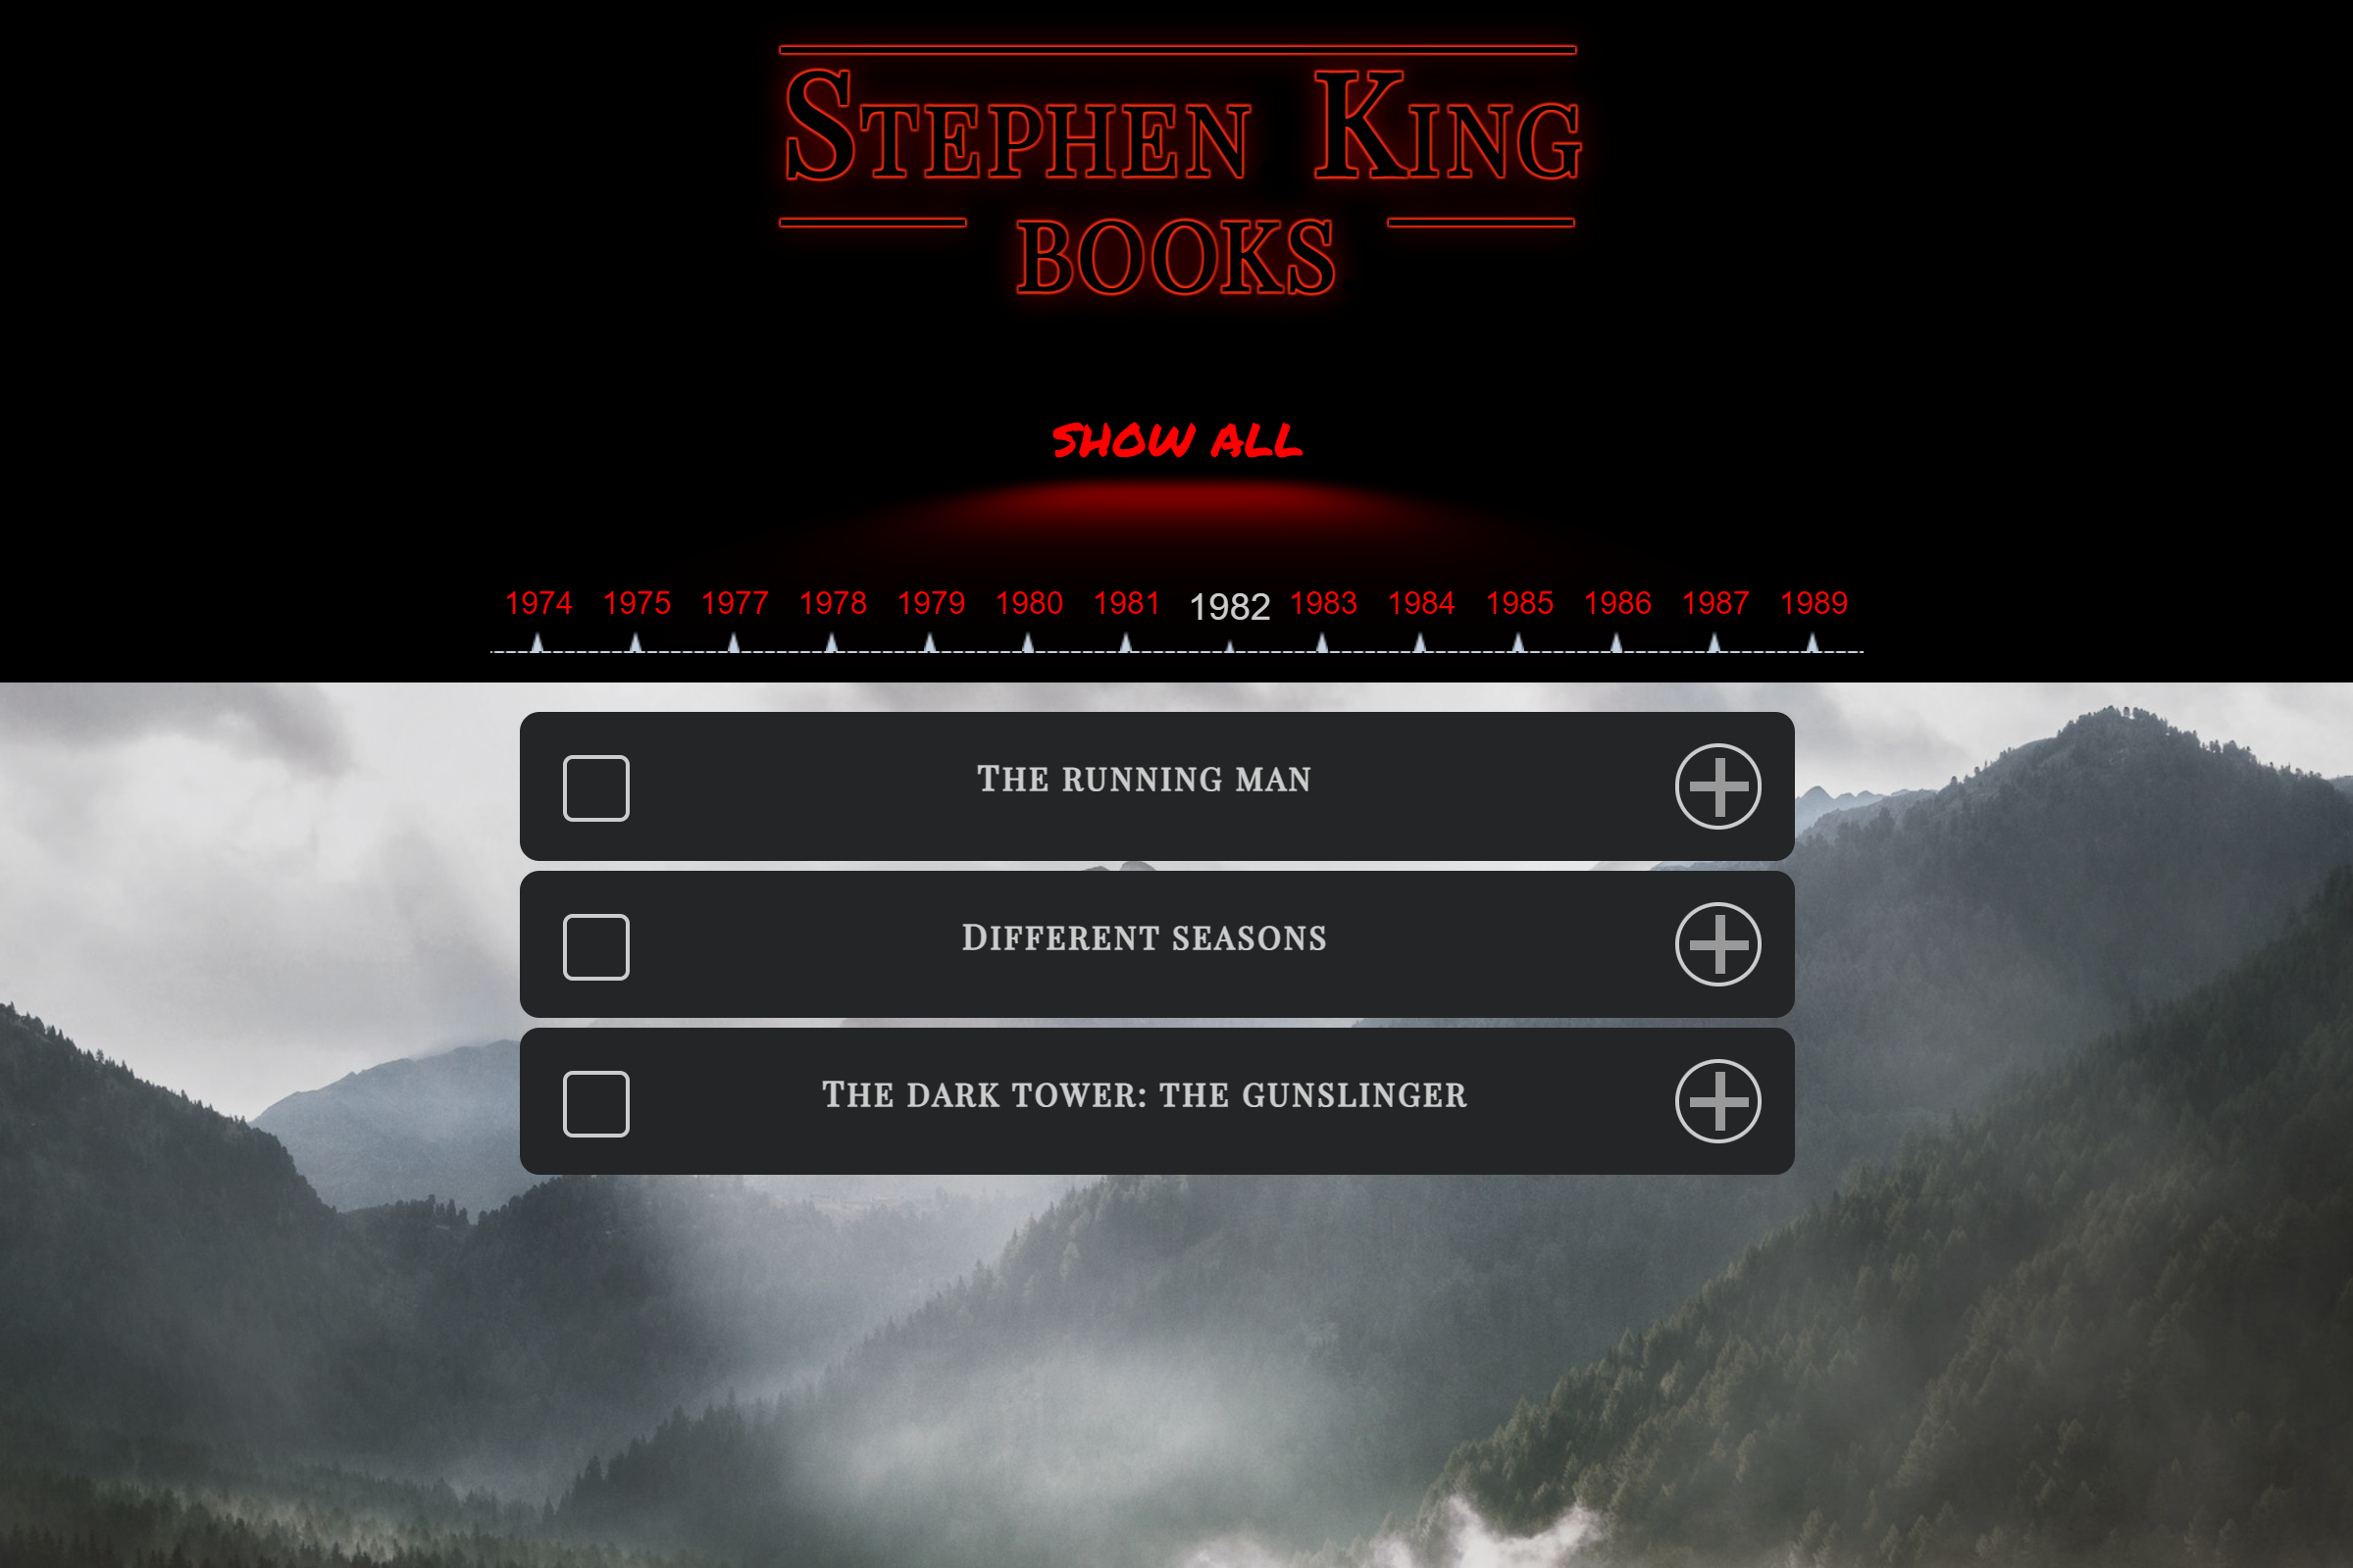 Stephen King
BOOKS
SHOW ALL
1974 1975 1977 1978 1979 1980 1981 1982 1983 1984 1985 1986 1987 1989
The running man
Different seasons
The dark tower: the gunslinger